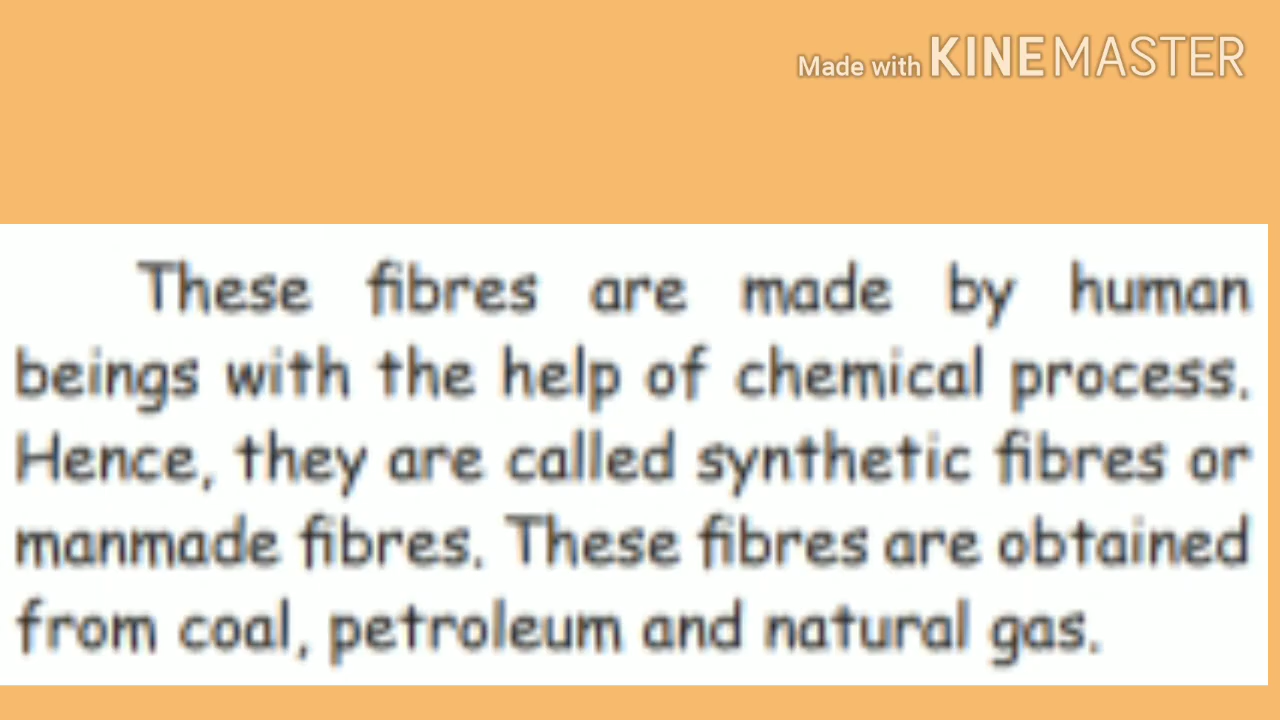 Made with KINEMASTER
These fibres are made by human
beings with the help of chemical process.
Hence, they are called synthetic fibres or
manmade fibres. These fibres are obtained
from coal, petroleum and natural gas.